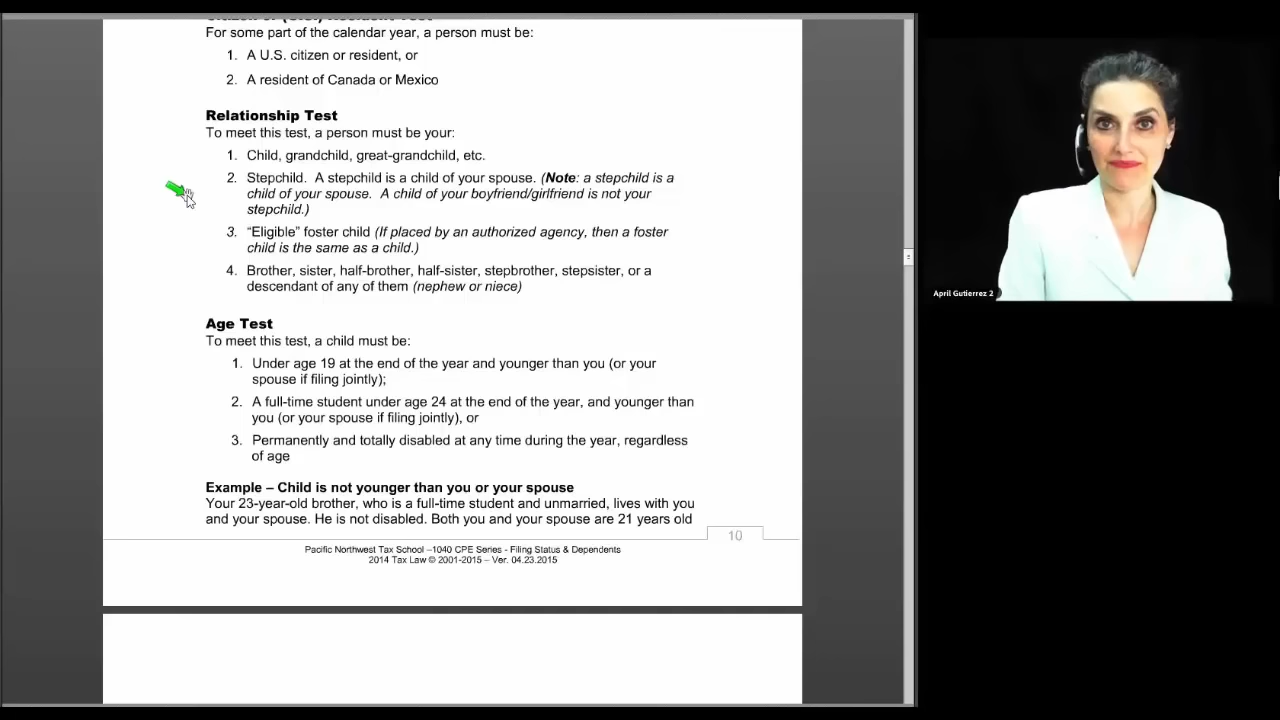 For some part of the calendar year, a person must be:
1. A U.S. citizen or resident, or
2. A resident of Canada or Mexico
Relationship Test
To meet this test, a person must be your:
1. Child, grandchild, great-grandchild, etc.
2. Stepchild. A stepchild is a child of your spouse. (Note: a stepchild is a
child of your spouse. A child of your boyfriend/girlfriend is not your
stepchild.)
3. “Eligible” foster child (If placed by an authorized agency, then a foster
child is the same as a child.)
4. Brother, sister, half-brother, half-sister, stepbrother, stepsister, or a
descendant of any of them (nephew or niece)
Age Test
To meet this test, a child must be:
1. Under age 19 at the end of the year and younger than you (or your
spouse if filing jointly);
2. A full-time student under age 24 at the end of the year, and younger than
you (or your spouse if filing jointly), or
3. Permanently and totally disabled at any time during the year, regardless
of age
Example – Child is not younger than you or your spouse
Your 23-year-old brother, who is a full-time student and unmarried, lives with you
and your spouse. He is not disabled. Both you and your spouse are 21 years old
10
Pacific Northwest Tax School –1040 CPE Series - Filing Status & Dependents
2014 Tax Law © 2001-2015 – Ver. 04.23.2015
April Gutierrez 2